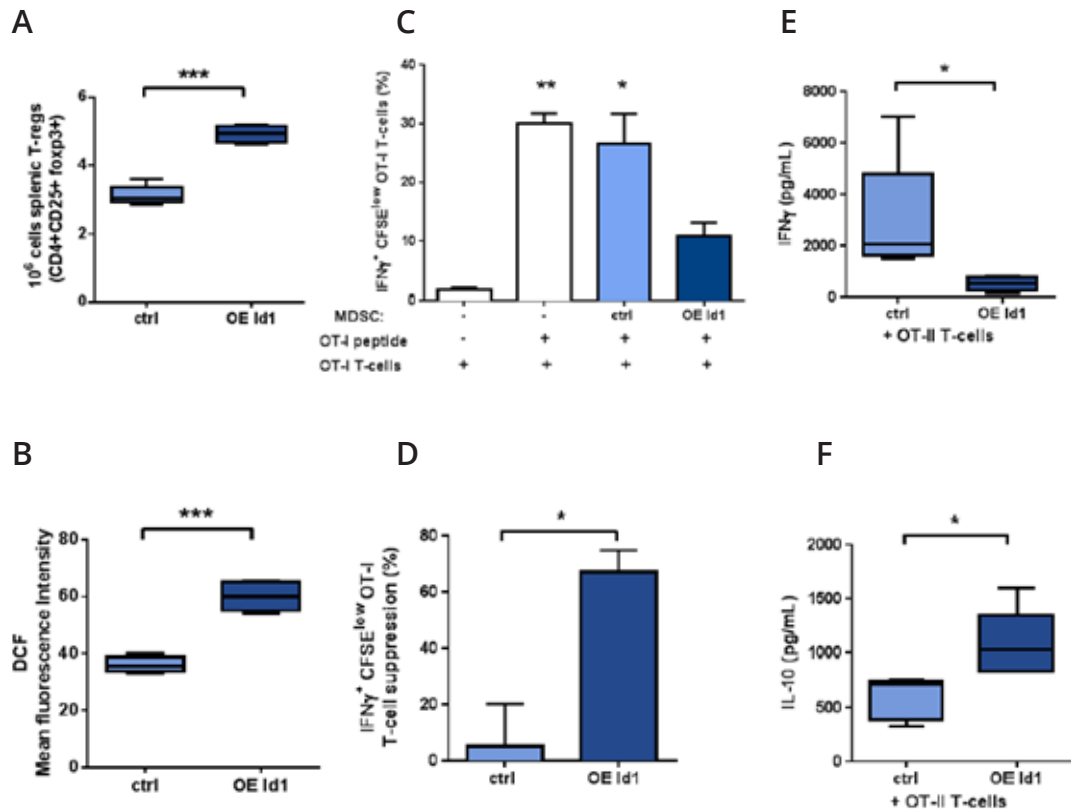 A
***
10⁶ cells splenic T-regs
(CD4+CD25+ foxp3+)
6
4
2
0
ctrl
OE Id1
B
***
DCF
Mean fluorescence Intensity
80
60
40
20
0
ctrl
OE Id1
C
IFNγ⁺ CFSEˡᵒʷ OT-I T-cells (%)
40
30
20
10
0
**
*
MDSC: - - ctrl OE Id1
OT-I peptide - + + +
OT-I T-cells + + + +
D
*
IFNγ⁺ CFSEˡᵒʷ OT-I
T-cell suppression (%)
80
60
40
20
0
ctrl
OE Id1
E
*
IFNγ (pg/mL)
8000
6000
4000
2000
0
ctrl
OE Id1
+ OT-II T-cells
F
*
IL-10 (pg/mL)
2000
1500
1000
500
0
ctrl
OE Id1
+ OT-II T-cells